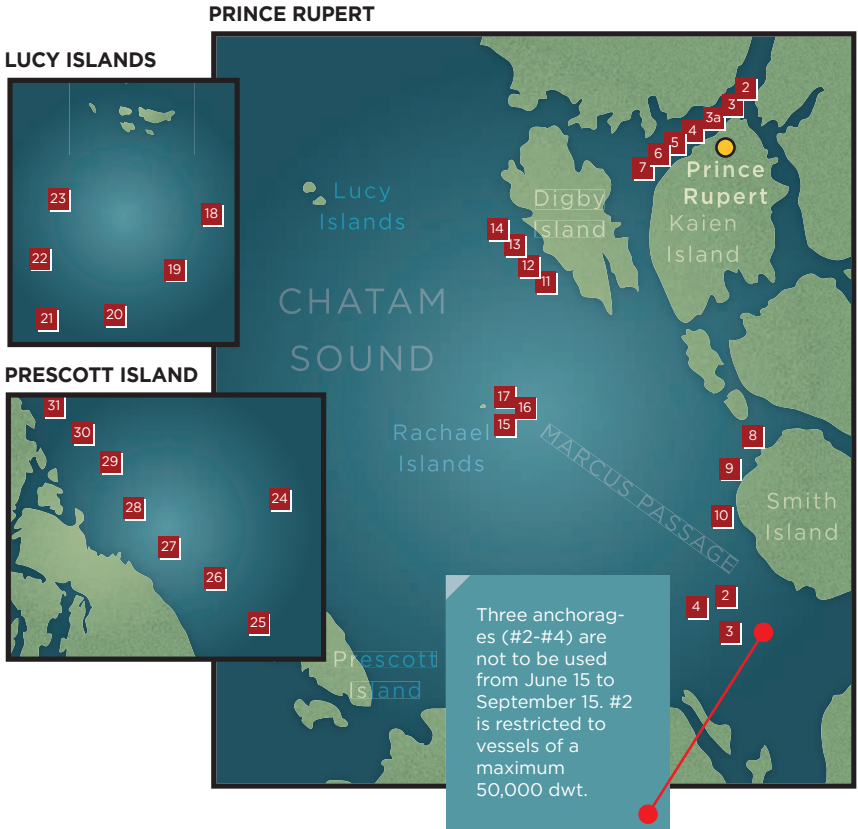 PRINCE RUPERT
LUCY ISLANDS
23
18
22
19
21
20
PRESCOTT ISLAND
31
30
29
28
24
27
26
25
2
3
3a
4
5
6
7
Prince
Rupert
Kaien
Island
Digby
Island
Lucy
Islands
14
13
12
11
CHATAM
SOUND
17
16
15
Rachael
Islands
MARCUS PASSAGE
8
9
10
Smith
Island
2
4
3
Prescott
Island
Three anchorag-
es (#2-#4) are
not to be used
from June 15 to
September 15. #2
is restricted to
vessels of a
maximum
50,000 dwt.